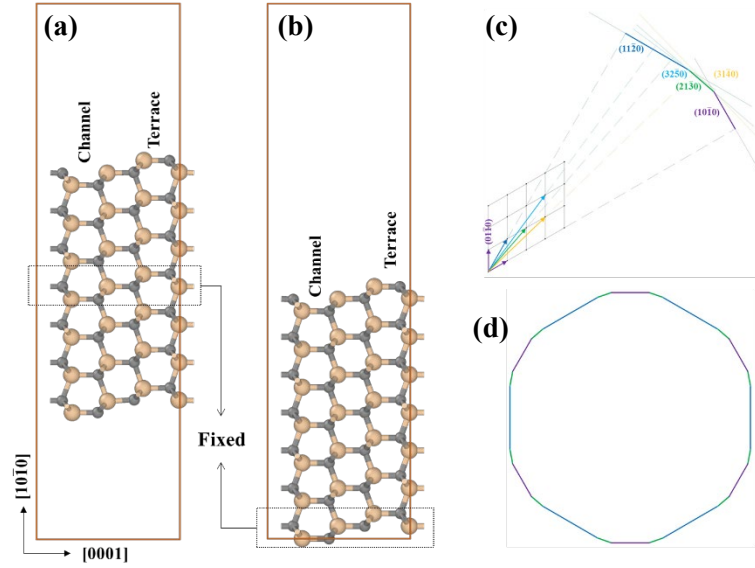 (a)
Channel
Terrace
[101̄0]
[0001]
Fixed
(b)
Channel
Terrace
(c)
(112̄0)
(325̄0)
(314̄0)
(213̄0)
(101̄0)
(011̄0)
(d)